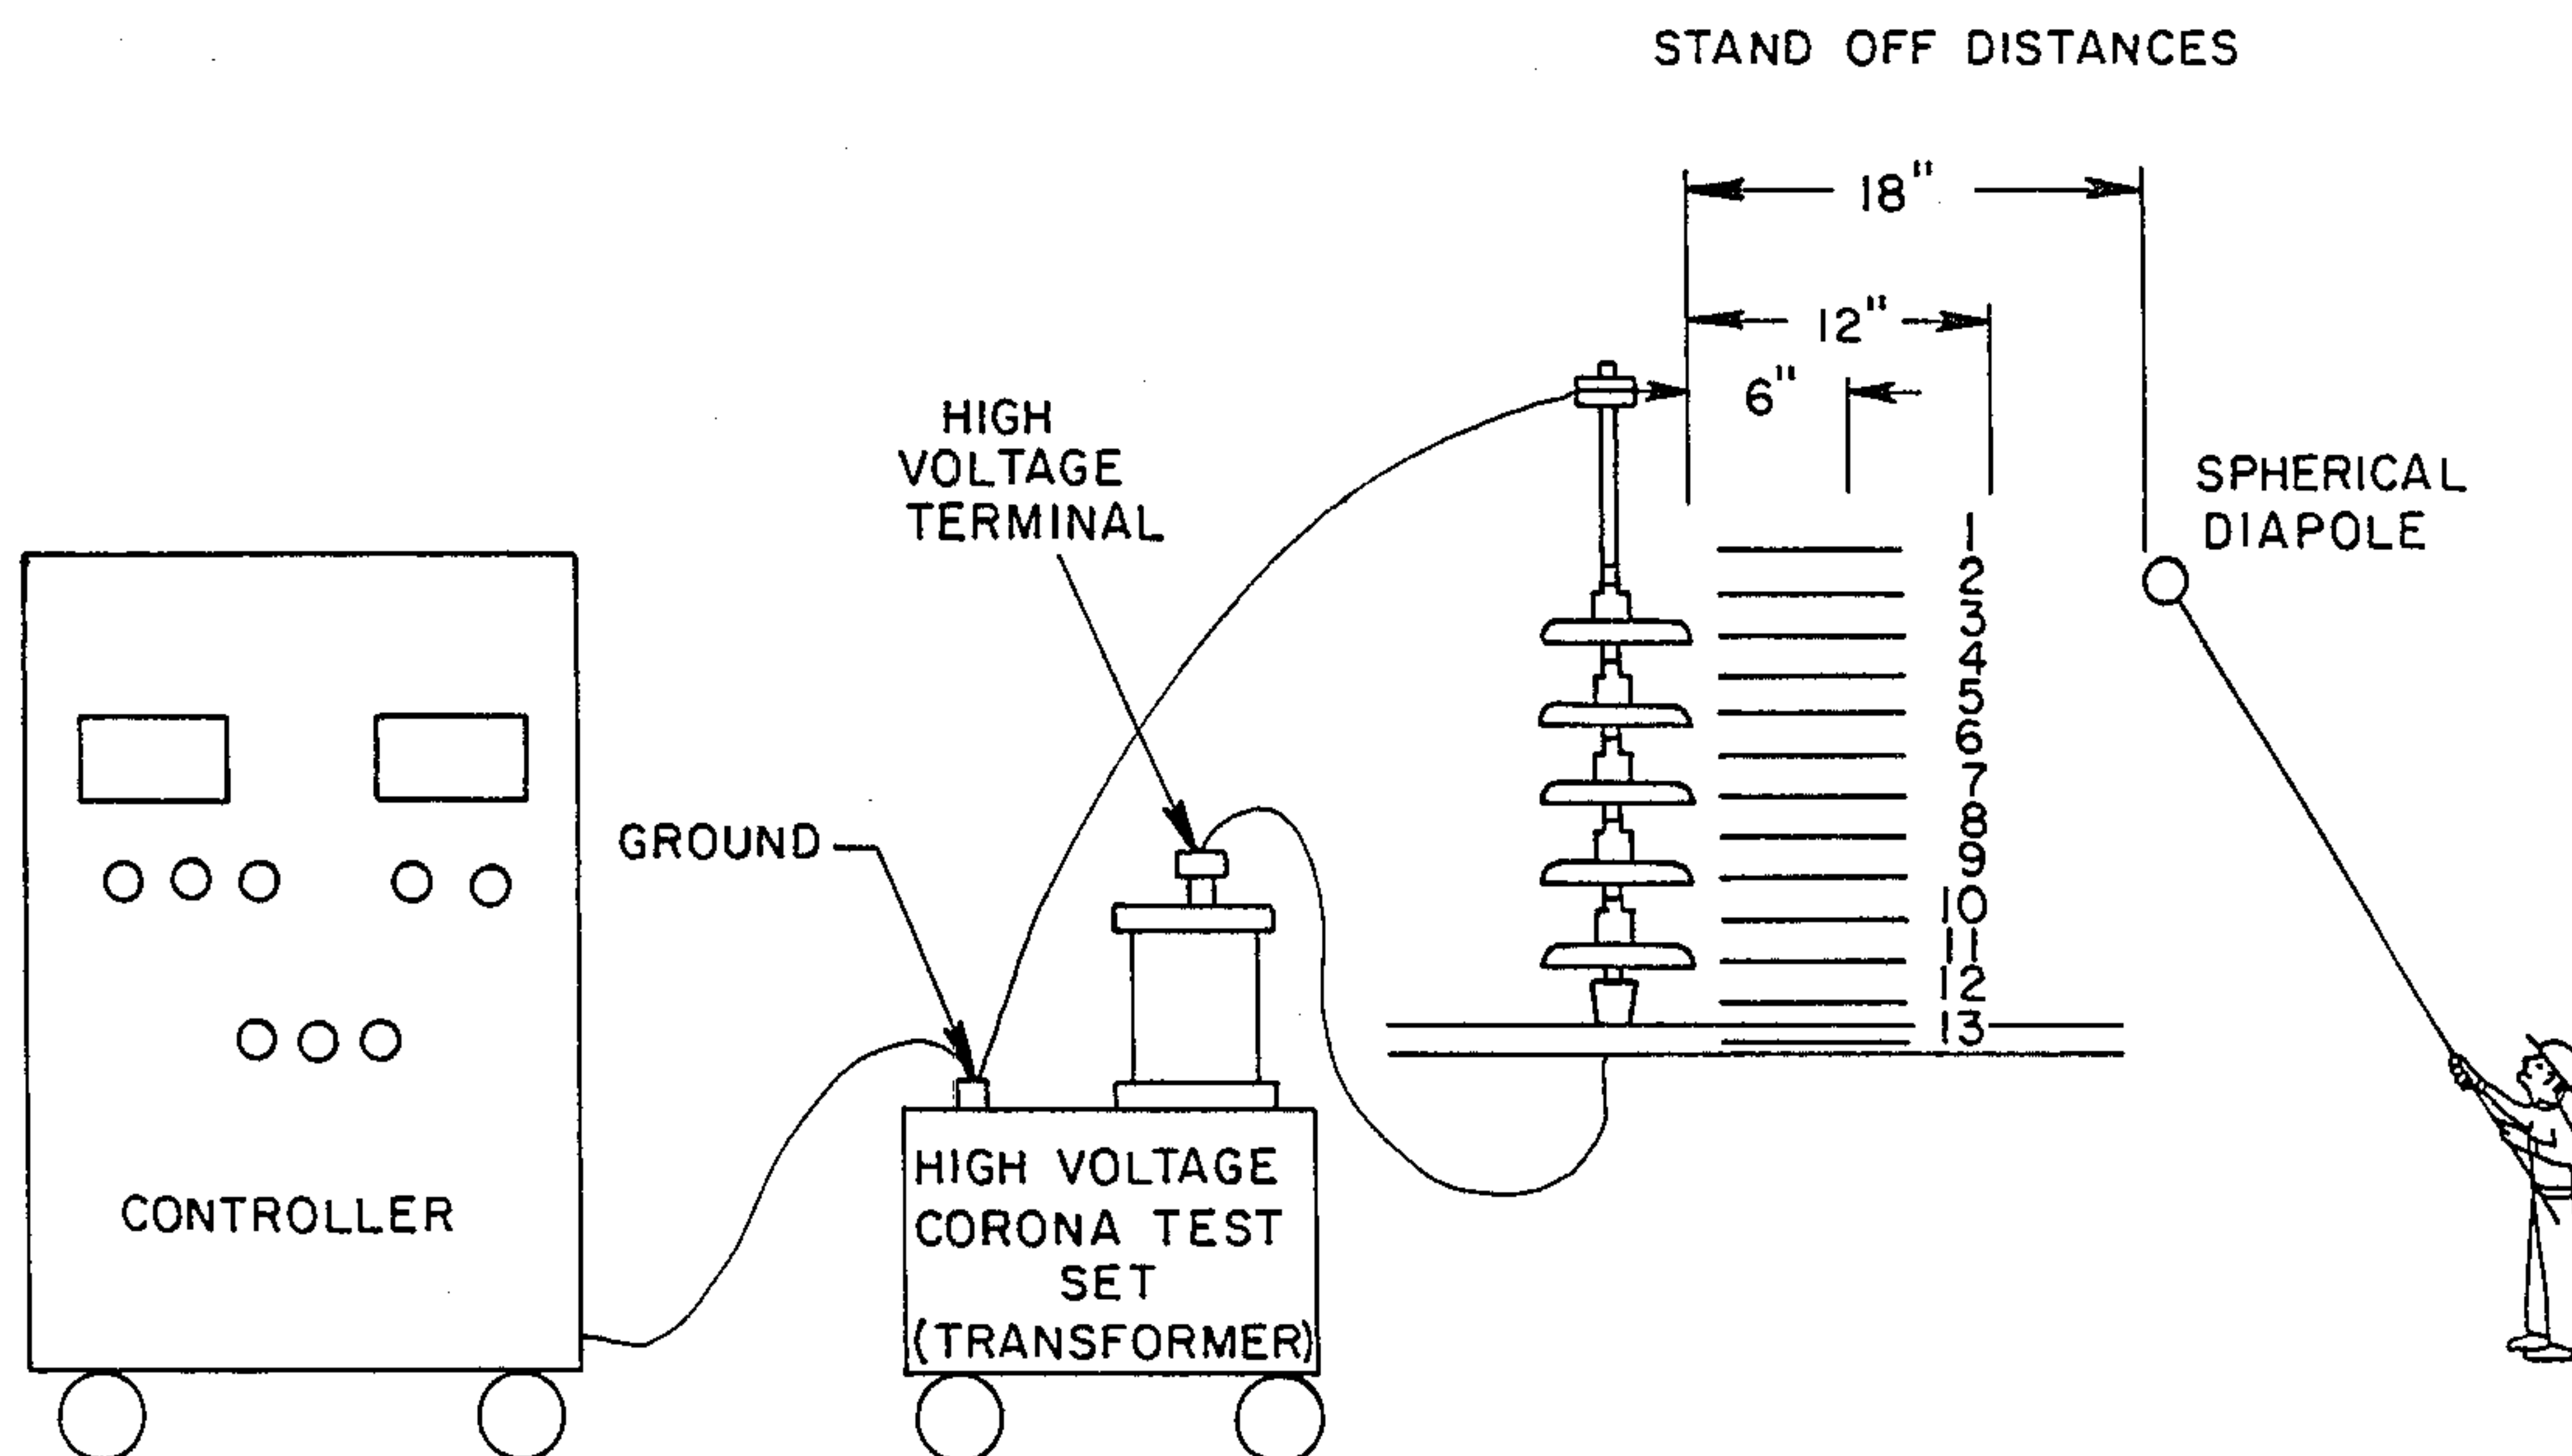 STAND OFF DISTANCES
18"
12"
6"
HIGH
VOLTAGE
TERMINAL
SPHERICAL
DIAPOLE
1
2
3
4
5
6
7
8
9
10
11
12
13
GROUND
CONTROLLER
HIGH VOLTAGE
CORONA TEST
SET
(TRANSFORMER)